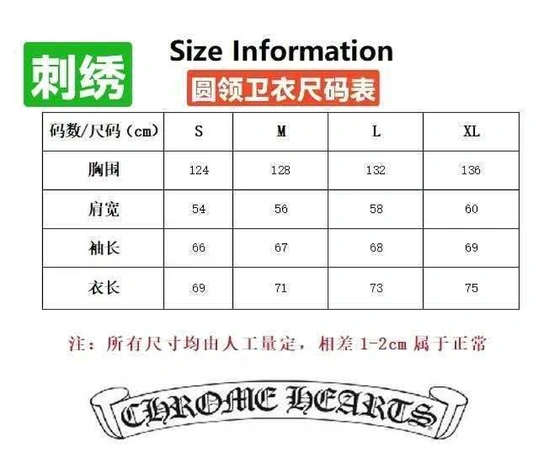 Size Information
刺绣
圆领卫衣尺码表
码数/尺码(cm) S M L XL
胸围 124 128 132 136
肩宽 54 56 58 60
袖长 66 67 68 69
衣长 69 71 73 75
注：所有尺寸均由人工量定，相差1-2cm属于正常
CHROME HEARTS